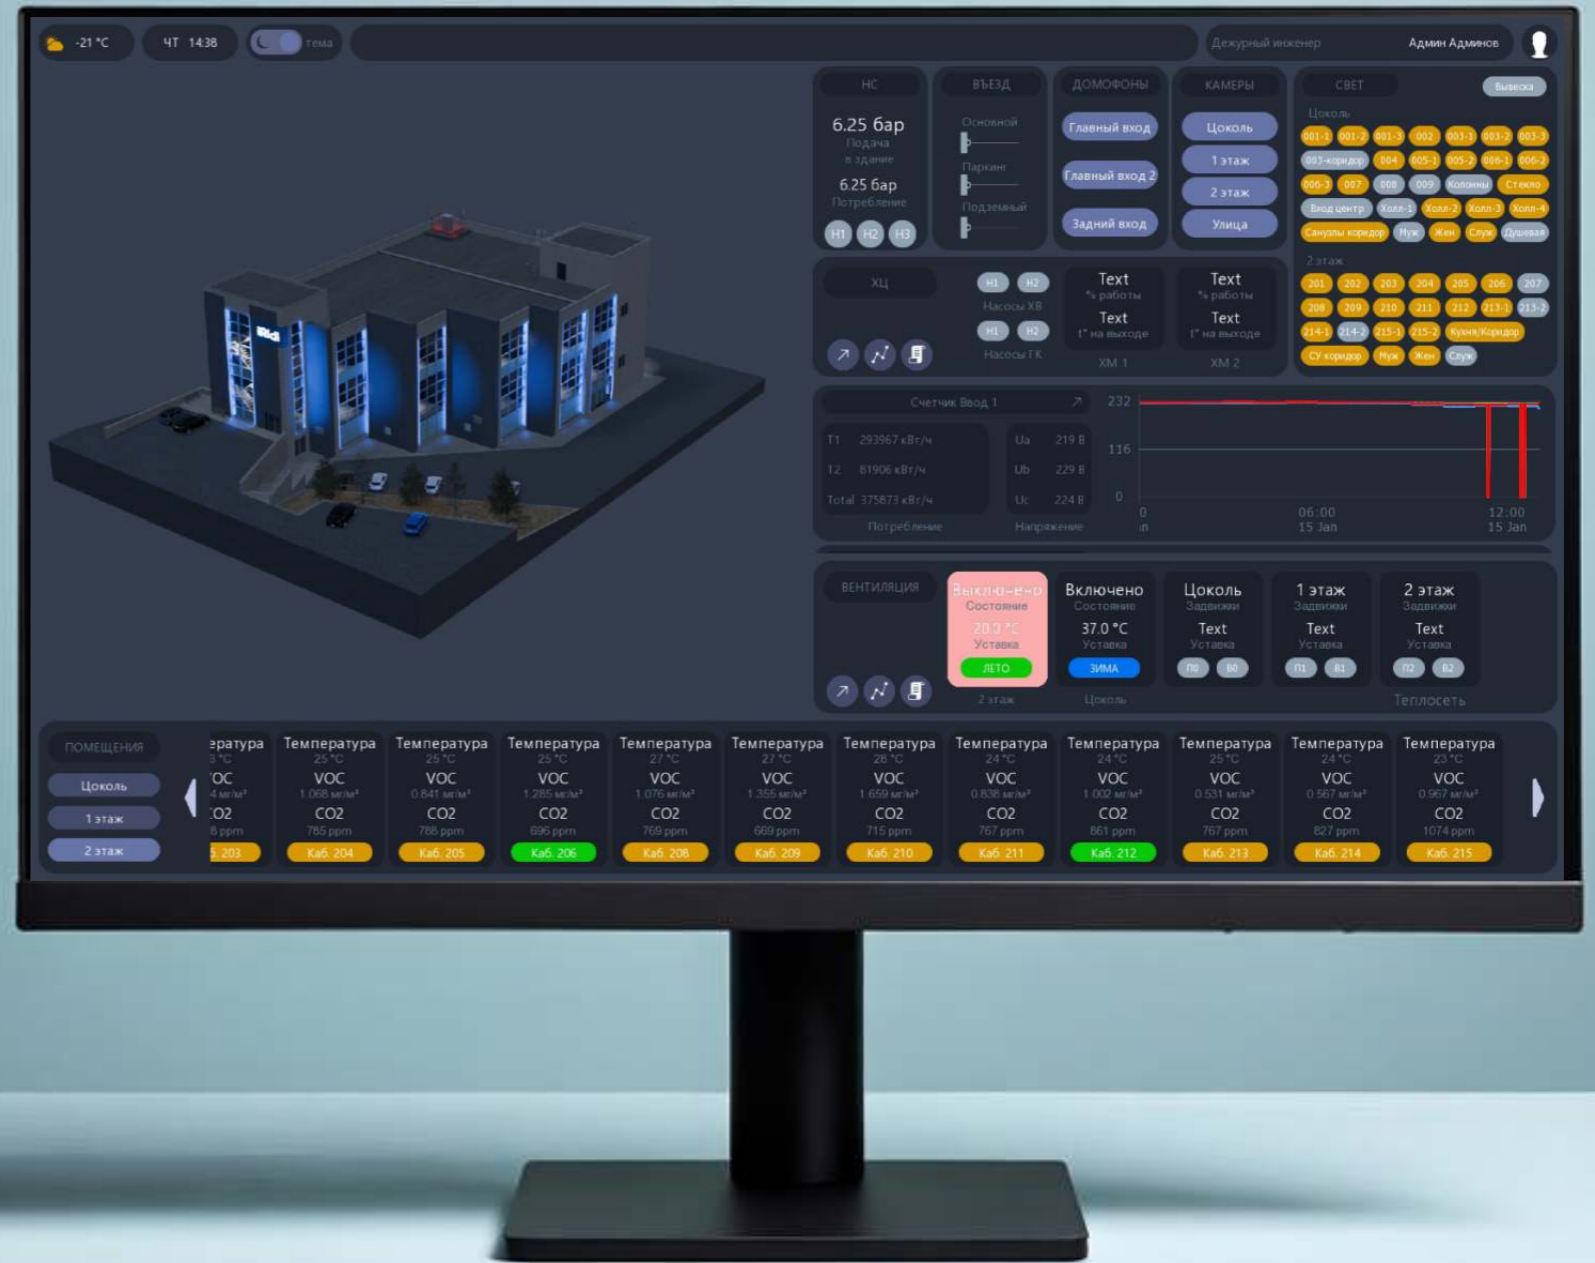 -21 °C
ЧТ 14:38
тема
Дежурный инженер
Админ Админов
НС
6.25 бар
Подача
в здание
6.25 бар
Потребление
Н1 Н2 Н3
ВЪЕЗД
Основной
Паркинг
Подземный
ДОМОФОНЫ
Главный вход
Главный вход 2
Задний вход
КАМЕРЫ
Цоколь
1 этаж
2 этаж
Улица
СВЕТ
Вывеска
Цоколь
001-1 001-2 001-3 002 003-1 003-2 003-3
003-коридор 004 005-1 005-2 006-1 006-2
006-3 007 008 009 Колонны Стекло
Вход центр Холл-1 Холл-2 Холл-3 Холл-4
Санузлы коридор Муж Жен Служ Душевая
2 этаж
201 202 203 204 205 206 207
208 209 210 211 212 213-1 213-2
214-1 214-2 215-1 215-2 Кухня/Коридор
СУ коридор Муж Жен Служ
ХЦ
Н1 Н2
Насосы ХВ
Н1 Н2
Насосы ГК
Text
% работы
Text
t° на выходе
ХМ 1
Text
% работы
Text
t° на выходе
ХМ 2
Счетчик Ввод 1
T1 293967 кВт/ч
T2 81906 кВт/ч
Total 375873 кВт/ч
Потребление
Ua 219 В
Ub 229 В
Uc 224 В
Напряжение
232
116
0
0
an
06:00
15 Jan
12:00
15 Jan
ВЕНТИЛЯЦИЯ
Выключено
Состояние
20.0 °C
Уставка
ЛЕТО
2 этаж
Включено
Состояние
37.0 °C
Уставка
ЗИМА
Цоколь
Цоколь
Задвижки
Text
Уставка
П0 В0
1 этаж
Задвижки
Text
Уставка
П1 В1
2 этаж
Задвижки
Text
Уставка
П2 В2
Теплосеть
ПОМЕЩЕНИЯ
Цоколь
1 этаж
2 этаж
ература Температура Температура Температура Температура Температура Температура Температура Температура Температура Температура Температура
3 °C 25 °C 25 °C 25 °C 27 °C 27 °C 28 °C 24 °C 24 °C 25 °C 24 °C 23 °C
OC VOC VOC VOC VOC VOC VOC VOC VOC VOC VOC VOC
4 мг/м³ 1.068 мг/м³ 0.841 мг/м³ 1.285 мг/м³ 1.076 мг/м³ 1.355 мг/м³ 1.659 мг/м³ 0.838 мг/м³ 1.002 мг/м³ 0.531 мг/м³ 0.567 мг/м³ 0.967 мг/м³
CO2 CO2 CO2 CO2 CO2 CO2 CO2 CO2 CO2 CO2 CO2 CO2
8 ppm 785 ppm 788 ppm 696 ppm 769 ppm 669 ppm 715 ppm 767 ppm 861 ppm 767 ppm 827 ppm 1074 ppm
б. 203 Каб. 204 Каб. 205 Каб. 206 Каб. 208 Каб. 209 Каб. 210 Каб. 211 Каб. 212 Каб. 213 Каб. 214 Каб. 215